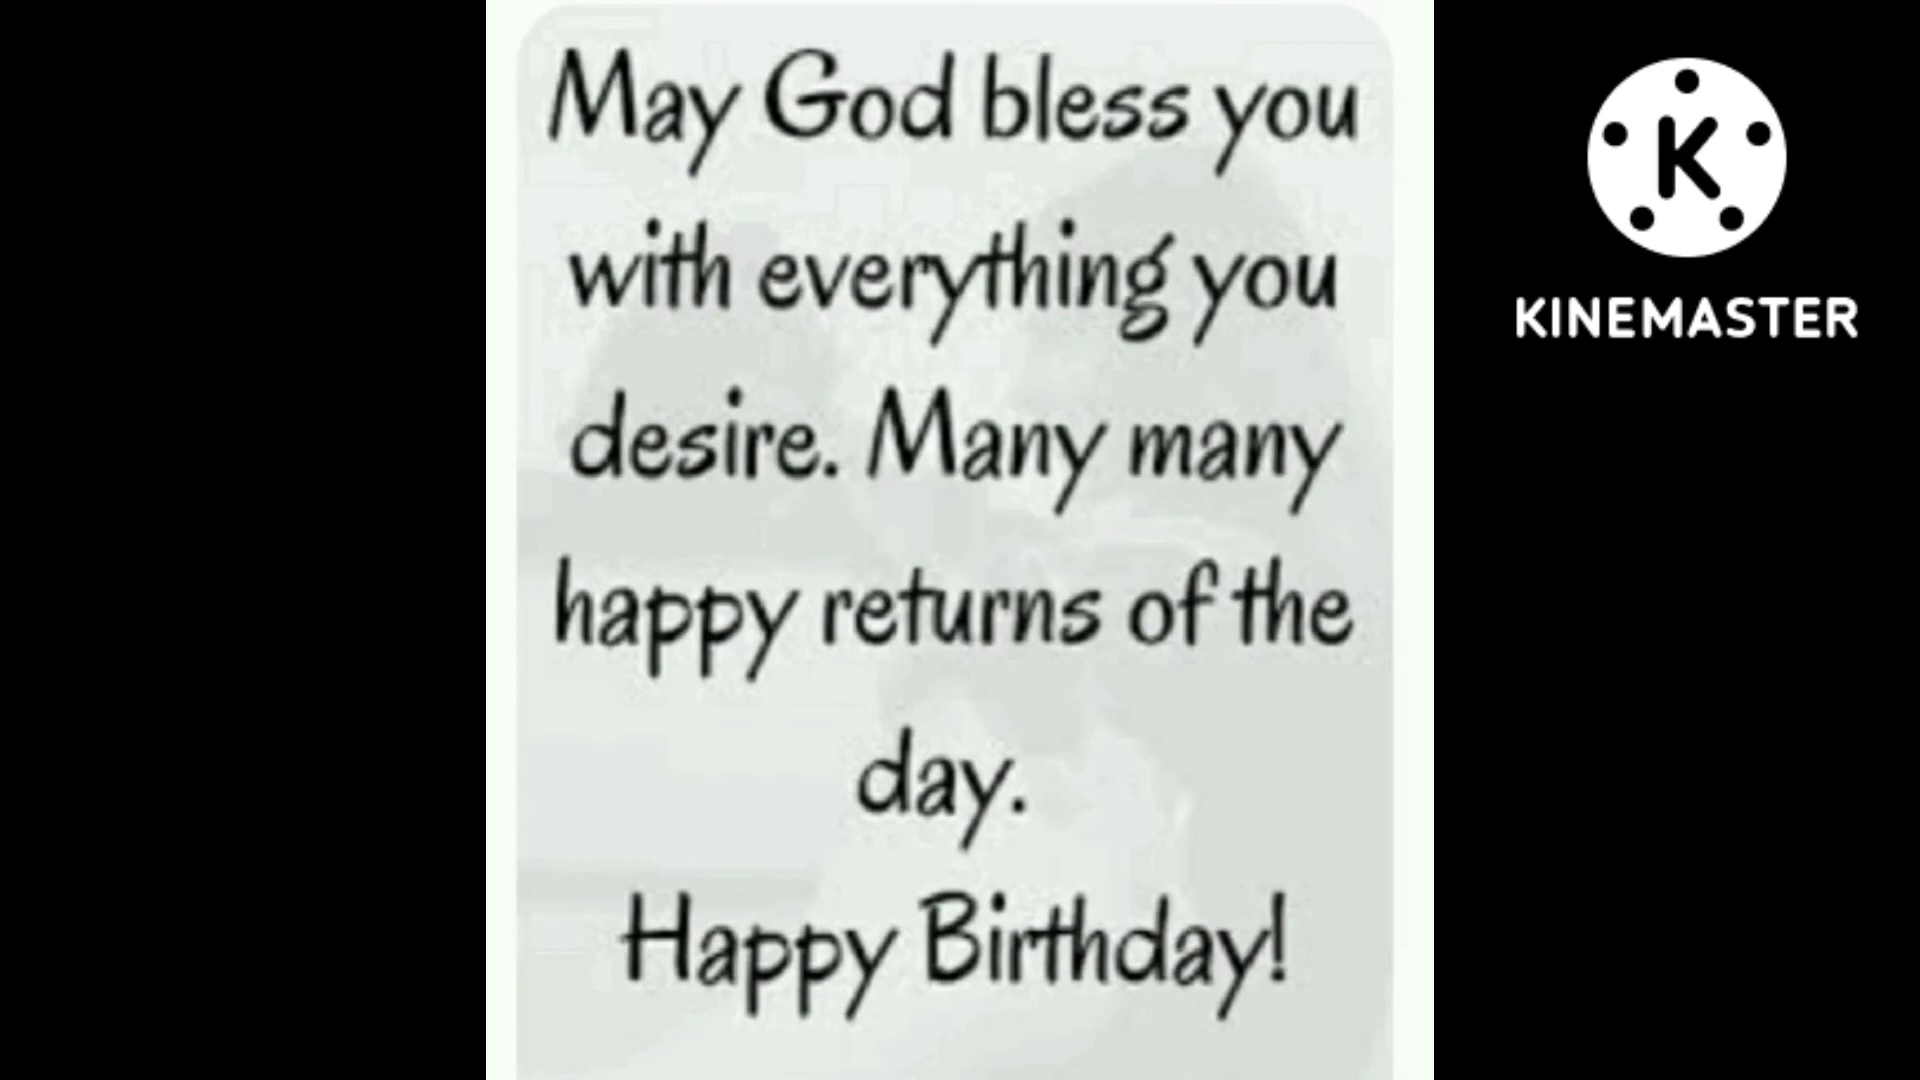 May God bless you
with everything you
desire. Many many
happy returns of the
day.
Happy Birthday!
K
KINEMASTER